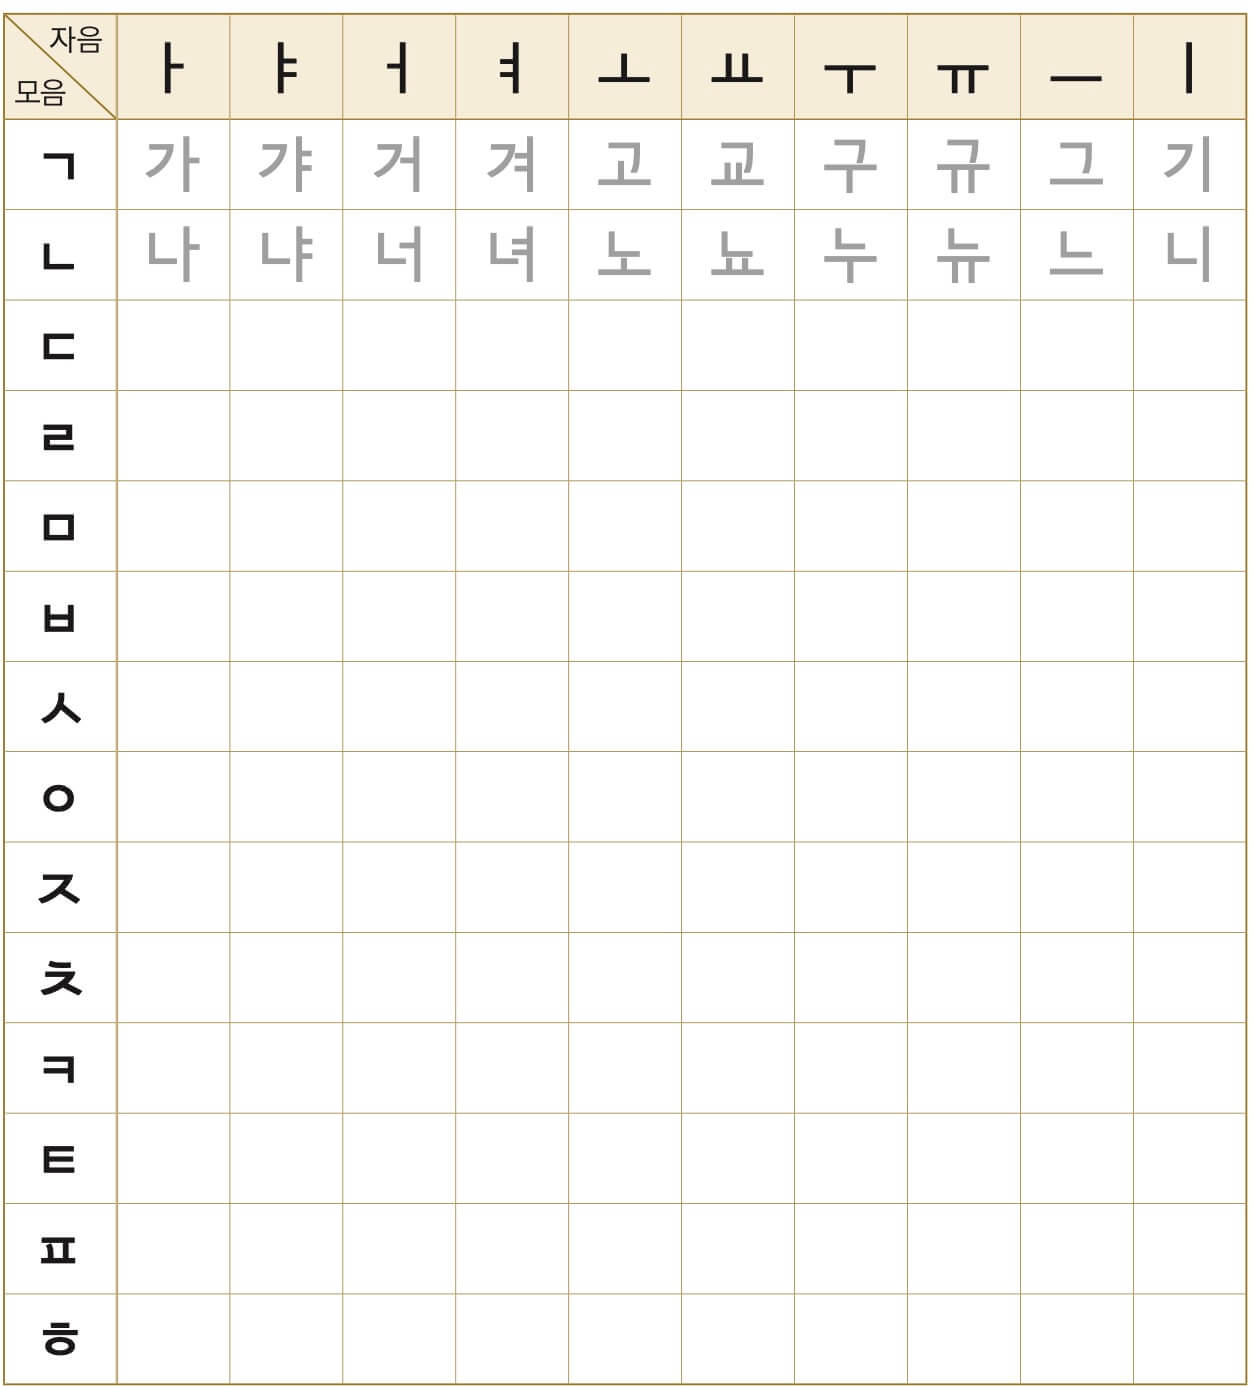 자음
모음 ㅏ ㅑ ㅓ ㅕ ㅗ ㅛ ㅜ ㅠ ㅡ ㅣ
ㄱ 가 갸 거 겨 고 교 구 규 그 기
ㄴ 나 냐 너 녀 노 뇨 누 뉴 느 니
ㄷ
ㄹ
ㅁ
ㅂ
ㅅ
ㅇ
ㅈ
ㅊ
ㅋ
ㅌ
ㅍ
ㅎ